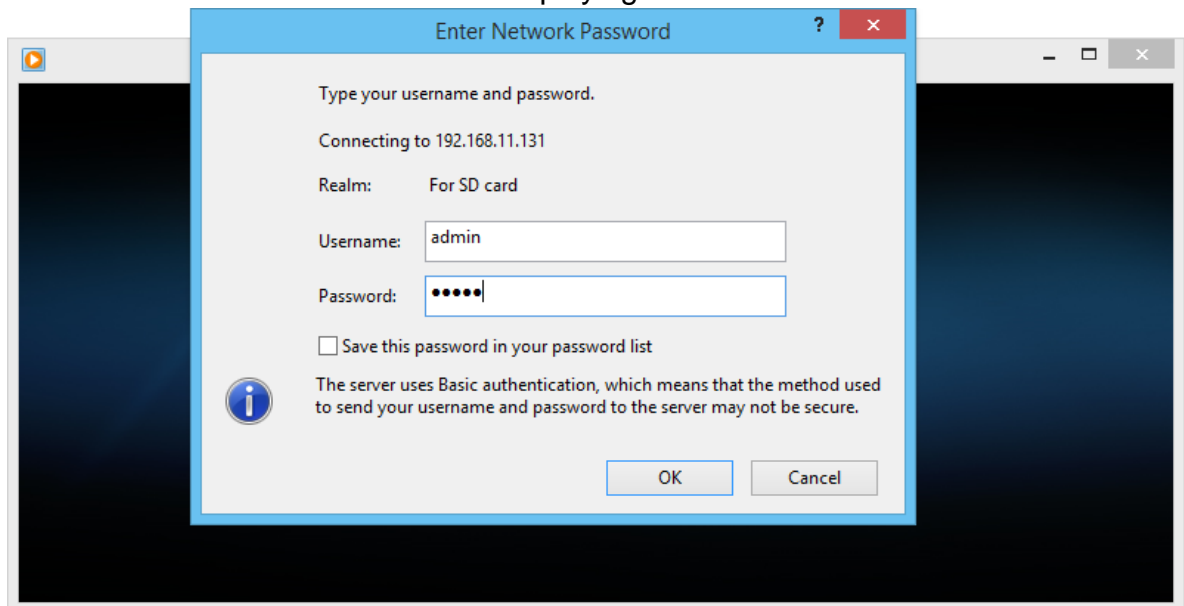 Enter Network Password
?
Type your username and password.
Connecting to 192.168.11.131
Realm: For SD card
Username: admin
Password: •••••
Save this password in your password list
The server uses Basic authentication, which means that the method used
to send your username and password to the server may not be secure.
OK Cancel